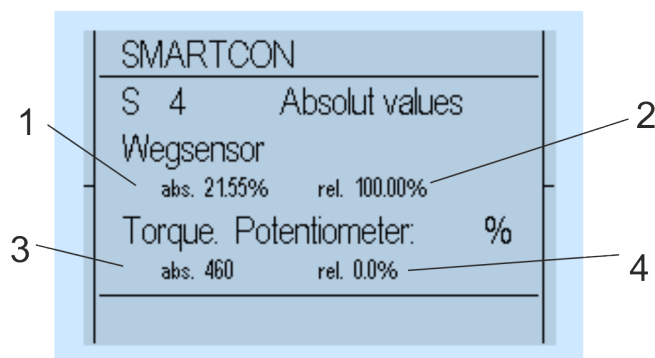 SMARTCON
S 4 Absolut values
1 2
Wegsensor
abs. 21.55% rel. 100.00%
Torque. Potentiometer: %
3 abs. 460 rel. 0.0% 4